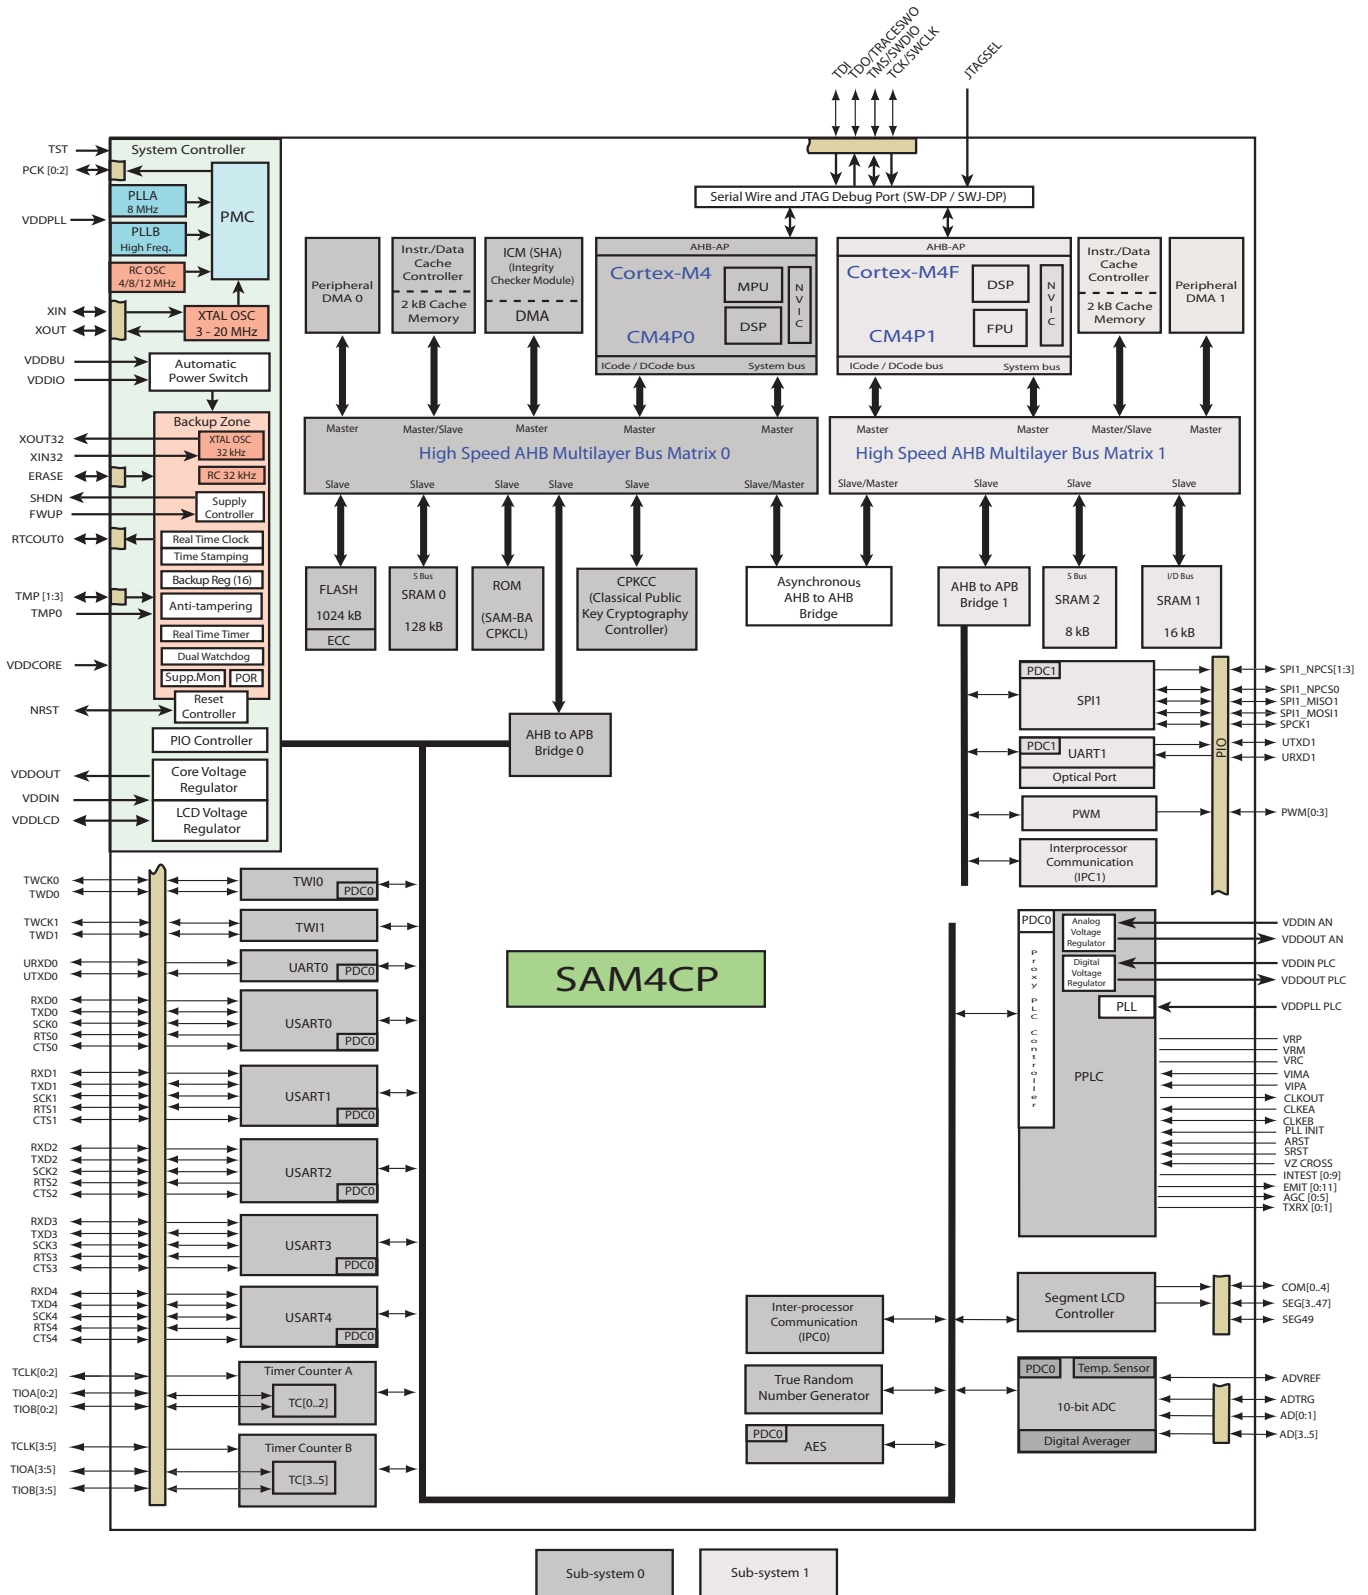 TDI
TDO/TRACESWO
TMS/SWDIO
TCK/SWCLK
JTAGSEL
TST
PCK [0:2]
VDDPLL
XIN
XOUT
VDDBU
VDDIO
XOUT32
XIN32
ERASE
SHDN
FWUP
RTCOUT0
TMP [1:3]
TMP0
VDDCORE
NRST
VDDOUT
VDDIN
VDDLCD
System Controller
PLLA
8 MHz
PLLB
High Freq.
PMC
RC OSC
4/8/12 MHz
XTAL OSC
3 - 20 MHz
Automatic
Power Switch
Backup Zone
XTAL OSC
32 kHz
RC 32 kHz
Supply
Controller
Real Time Clock
Time Stamping
Backup Reg (16)
Anti-tampering
Real Time Timer
Dual Watchdog
Supp.Mon
POR
Reset
Controller
PIO Controller
Core Voltage
Regulator
LCD Voltage
Regulator
Serial Wire and JTAG Debug Port (SW-DP / SWJ-DP)
Peripheral
DMA 0
Instr./Data
Cache
Controller
2 kB Cache
Memory
ICM (SHA)
(Integrity
Checker Module)
DMA
AHB-AP
Cortex-M4
MPU
DSP
NVIC
CM4P0
ICode / DCode bus
System bus
AHB-AP
Cortex-M4F
DSP
FPU
NVIC
CM4P1
ICode / DCode bus
System bus
Instr./Data
Cache
Controller
2 kB Cache
Memory
Peripheral
DMA 1
Master
Master/Slave
Master
Master
Master
High Speed AHB Multilayer Bus Matrix 0
Slave
Slave
Slave
Slave
Slave
Slave/Master
Master
Master
Master/Slave
Master
High Speed AHB Multilayer Bus Matrix 1
Slave/Master
Slave
Slave
Slave
FLASH
1024 kB
ECC
S Bus
SRAM 0
128 kB
ROM
(SAM-BA
CPKCL)
CPKCC
(Classical Public
Key Cryptography
Controller)
Asynchronous
AHB to AHB
Bridge
AHB to APB
Bridge 1
S Bus
SRAM 2
8 kB
I/D Bus
SRAM 1
16 kB
AHB to APB
Bridge 0
PDC1
SPI1
PDC1
UART1
Optical Port
PWM
Interprocessor
Communication
(IPC1)
PIO
SPI1_NPCS[1:3]
SPI1_NPCS0
SPI1_MISO1
SPI1_MOSI1
SPCK1
UTXD1
URXD1
PWM[0:3]
TWCK0
TWD0
TWCK1
TWD1
URXD0
UTXD0
RXD0
TXD0
SCK0
RTS0
CTS0
RXD1
TXD1
SCK1
RTS1
CTS1
RXD2
TXD2
SCK2
RTS2
CTS2
RXD3
TXD3
SCK3
RTS3
CTS3
RXD4
TXD4
SCK4
RTS4
CTS4
TCLK[0:2]
TIOA[0:2]
TIOB[0:2]
TCLK[3:5]
TIOA[3:5]
TIOB[3:5]
TWI0
PDC0
TWI1
UART0
PDC0
USART0
PDC0
USART1
PDC0
USART2
PDC0
USART3
PDC0
USART4
PDC0
Timer Counter A
TC[0..2]
Timer Counter B
TC[3..5]
SAM4CP
PDC0
Proxy PLC Controller
Analog
Voltage
Regulator
Digital
Voltage
Regulator
PLL
PPLC
VDDIN AN
VDDOUT AN
VDDIN PLC
VDDOUT PLC
VDDPLL PLC
VRP
VRM
VRC
VIMA
VIPA
CLKOUT
CLKEA
CLKEB
PLL INIT
ARST
SRST
VZ CROSS
INTEST [0:9]
EMIT [0:11]
AGC [0:5]
TXRX [0:1]
Segment LCD
Controller
COM[0..4]
SEG[3..47]
SEG49
Inter-processor
Communication
(IPC0)
True Random
Number Generator
PDC0
AES
PDC0
Temp. Sensor
10-bit ADC
Digital Averager
ADVREF
ADTRG
AD[0:1]
AD[3..5]
Sub-system 0
Sub-system 1